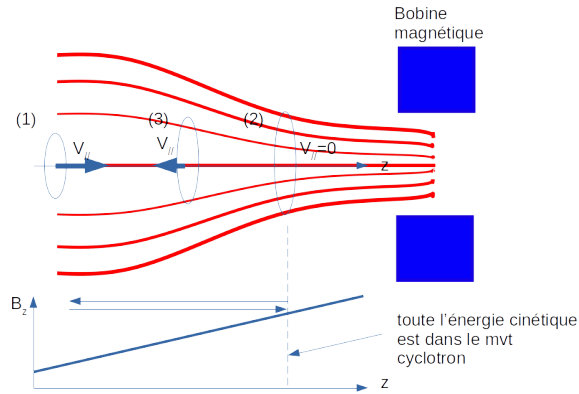 Bobine
magnétique
(1)
(3)
(2)
V//
V//
V//=0
z
Bz
toute l'énergie cinétique
est dans le mvt
cyclotron
z